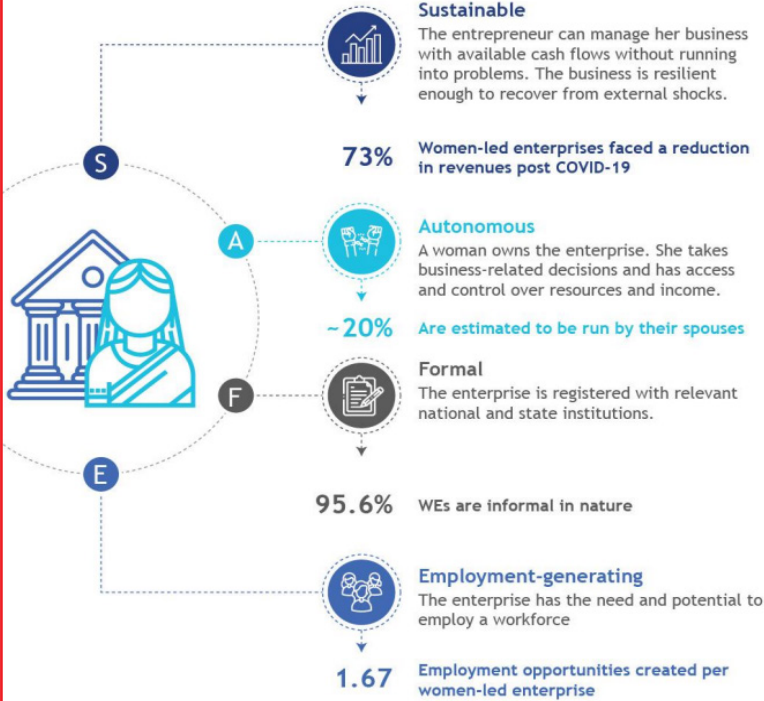 Sustainable
The entrepreneur can manage her business
with available cash flows without running
into problems. The business is resilient
enough to recover from external shocks.
S
73%
Women-led enterprises faced a reduction
in revenues post COVID-19
A
Autonomous
A woman owns the enterprise. She takes
business-related decisions and has access
and control over resources and income.
~20%
Are estimated to be run by their spouses
F
Formal
The enterprise is registered with relevant
national and state institutions.
E
95.6%
WEs are informal in nature
Employment-generating
The enterprise has the need and potential to
employ a workforce
1.67
Employment opportunities created per
women-led enterprise